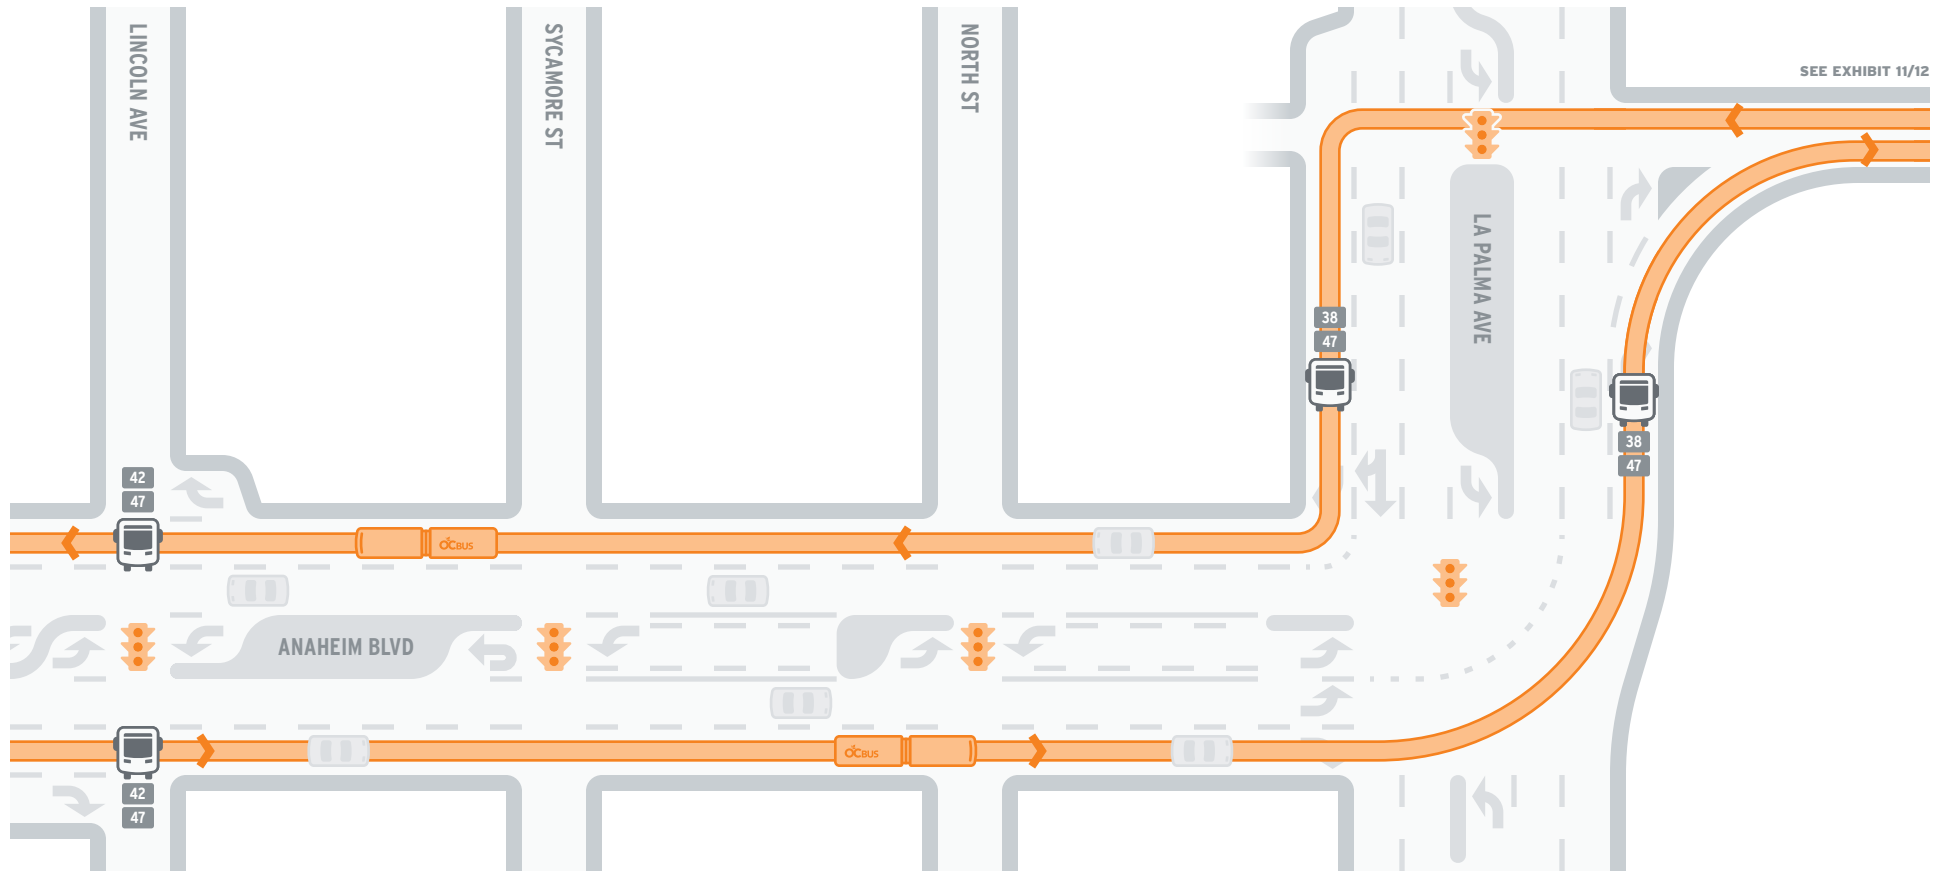 LINCOLN AVE
SYCAMORE ST
NORTH ST
SEE EXHIBIT 11/12
LA PALMA AVE
38
47
38
47
42
47
OCBUS
ANAHEIM BLVD
OCBUS
42
47